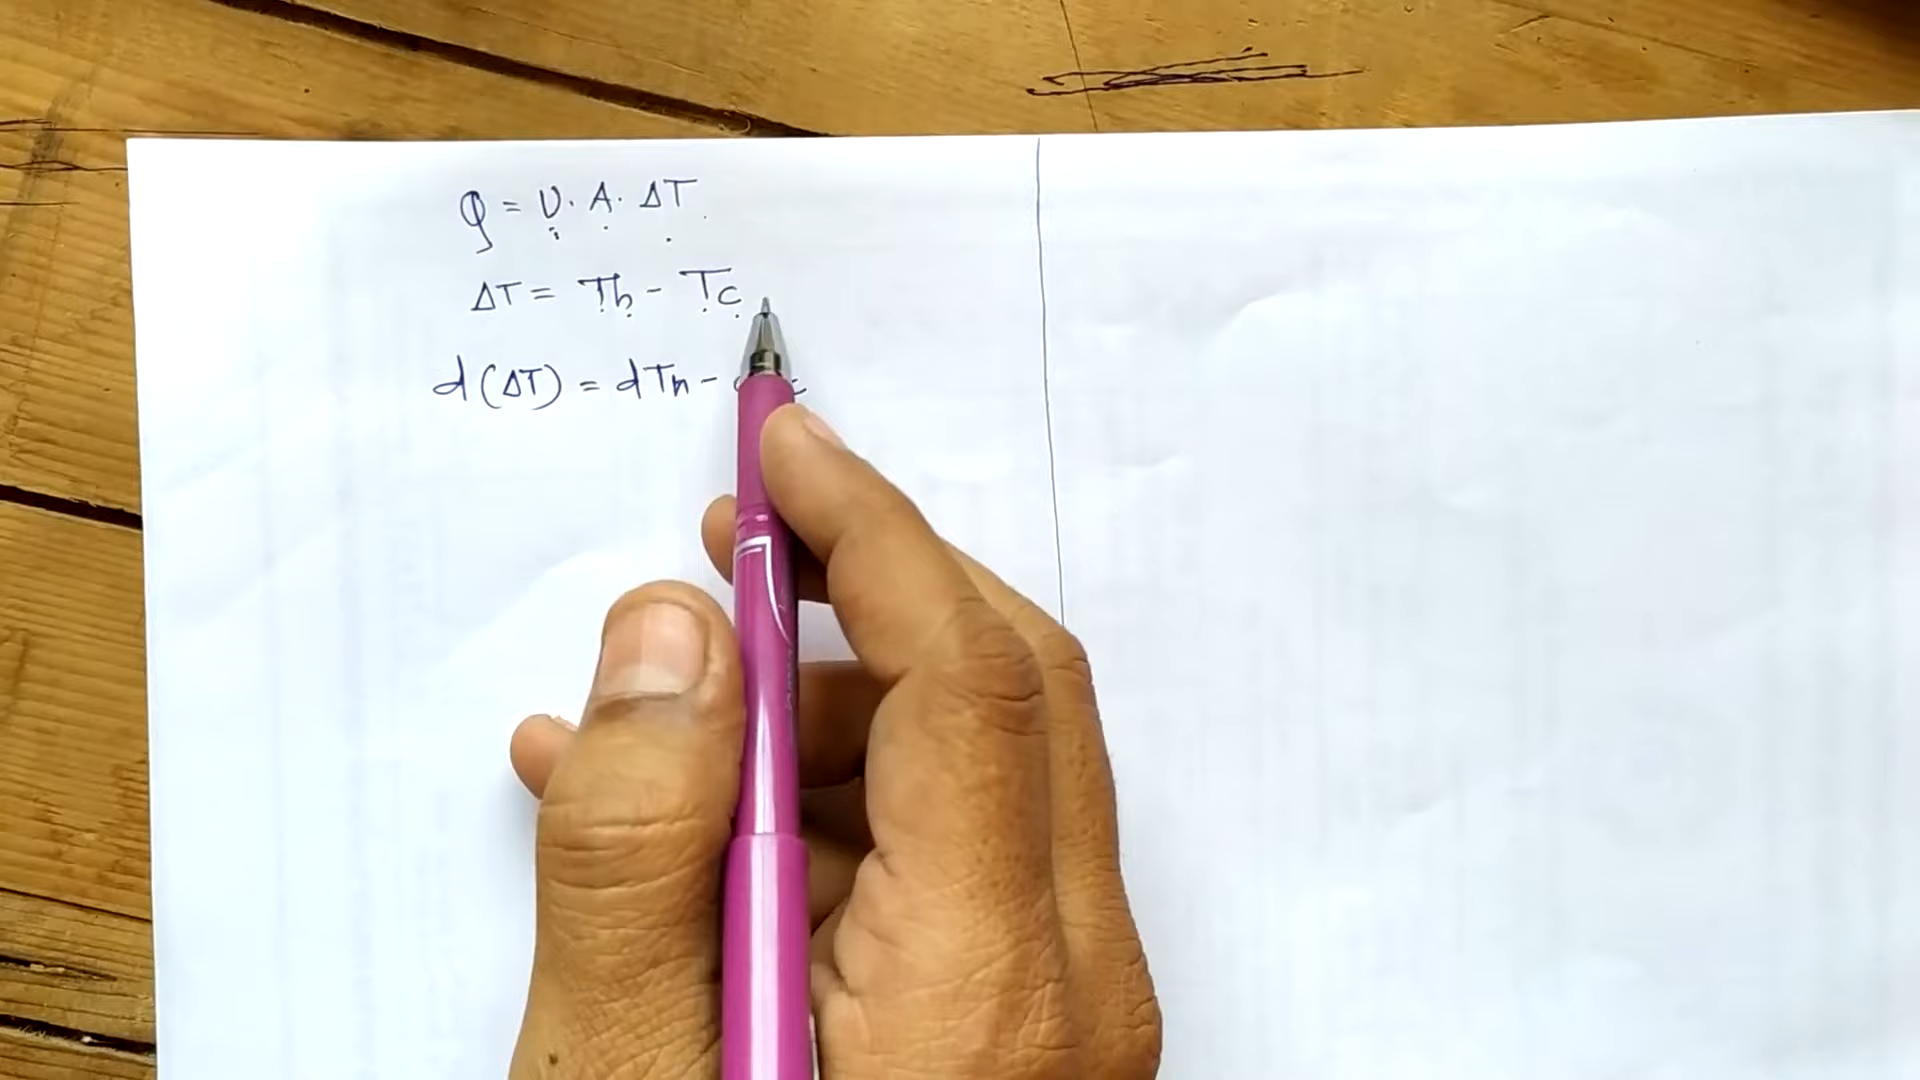 Q = U. A. ΔT
ΔT = Th - Tc
d(ΔT) = dTh -